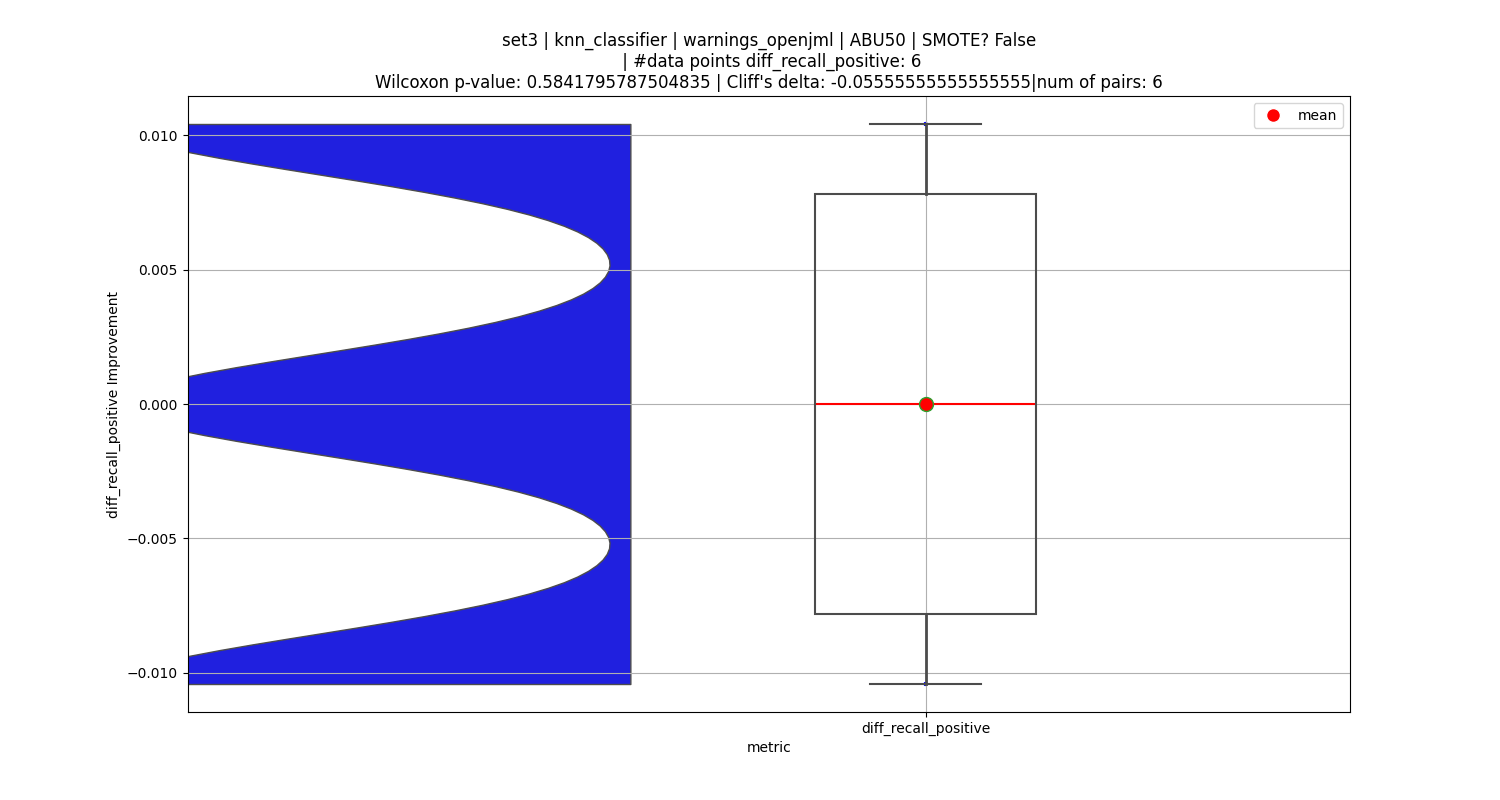 set3 | knn_classifier | warnings_openjml | ABU50 | SMOTE? False
| #data points diff_recall_positive: 6
Wilcoxon p-value: 0.5841795787504835 | Cliff's delta: -0.05555555555555555|num of pairs: 6
mean
0.010
0.005
0.000
−0.005
−0.010
diff_recall_positive Improvement
diff_recall_positive
metric